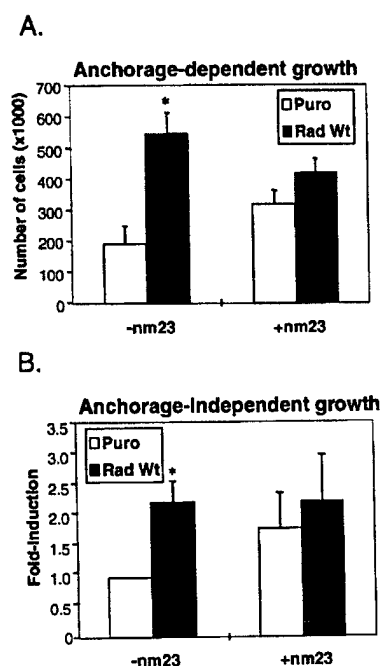 A.
Anchorage-dependent growth
700
600
500
400
300
200
100
0
Number of cells (x1000)
*
Puro
Rad Wt
-nm23
+nm23
B.
Anchorage-Independent growth
3.5
3.0
2.5
2.0
1.5
1.0
0.5
0
Fold-Induction
Puro
Rad Wt
*
-nm23
+nm23